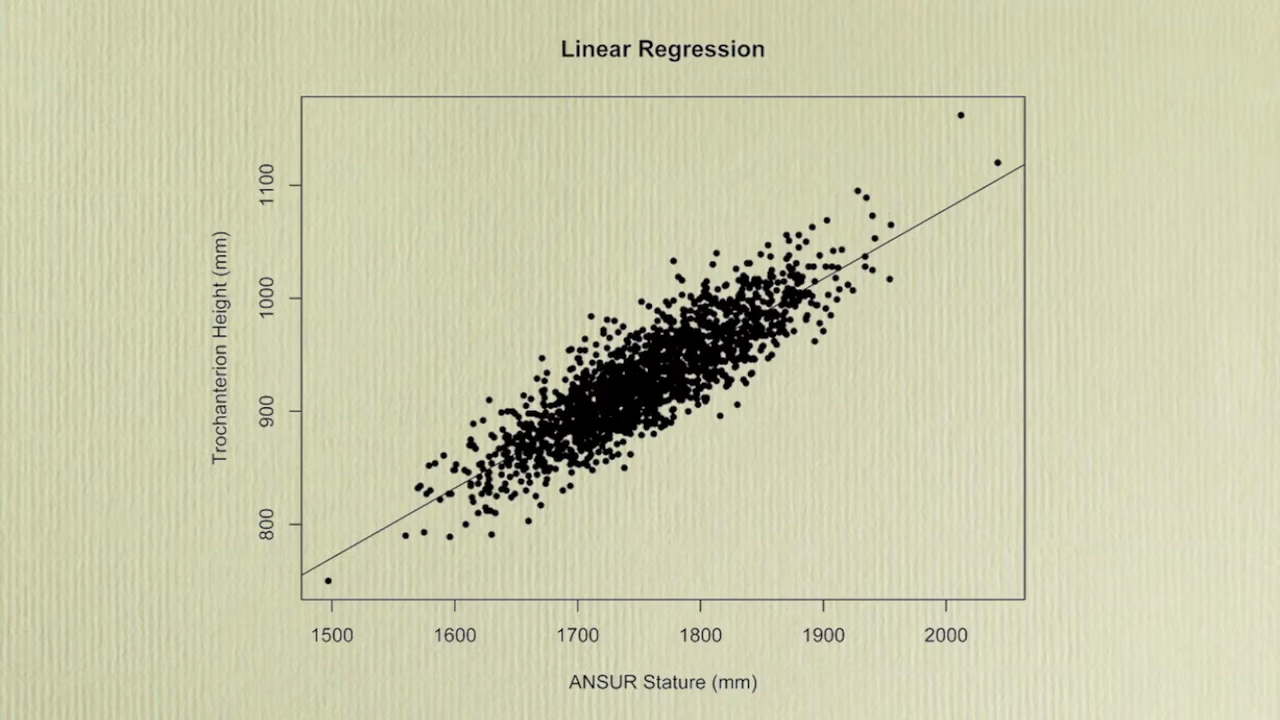 Linear Regression
Trochanterion Height (mm)
1100
1000
900
800
1500 1600 1700 1800 1900 2000
ANSUR Stature (mm)